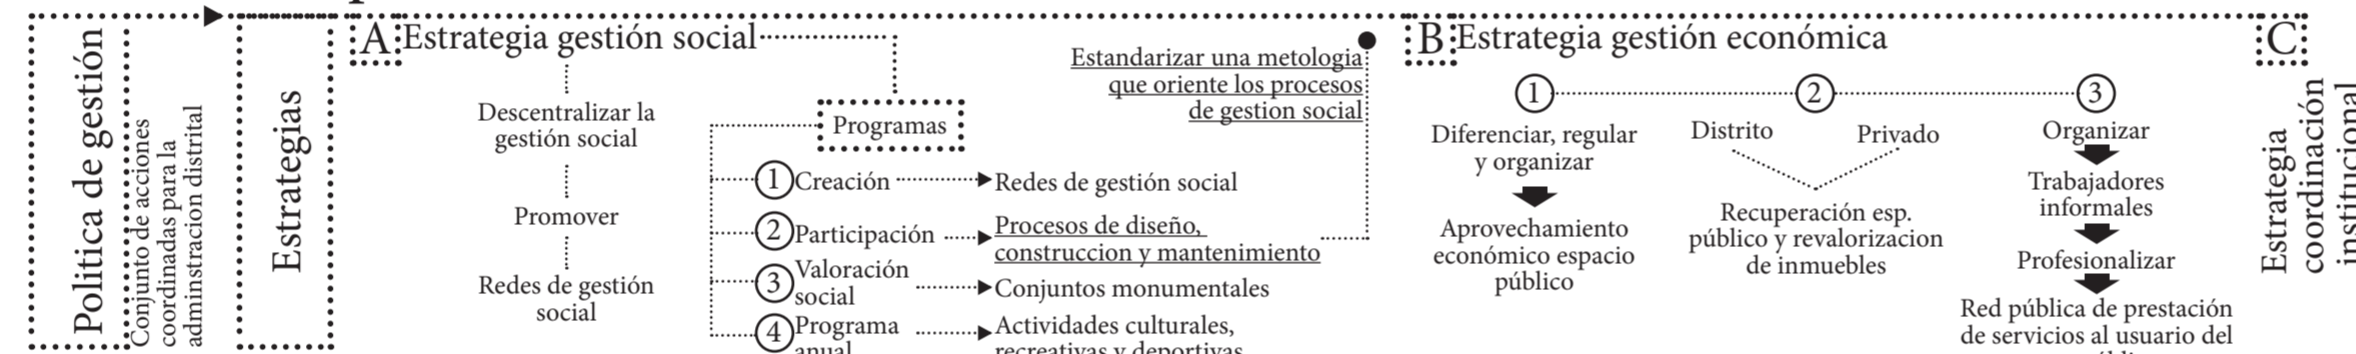 Politica de gestión
Conjunto de acciones
coordinadas para la
adminstracion distrital
Estrategias
A Estrategia gestión social
Descentralizar la
gestión social
Promover
Redes de gestión
social
Programas
1 Creación
Redes de gestión social
2 Participación
Procesos de diseño,
construccion y mantenimiento
3 Valoración
social
Conjuntos monumentales
4 Programa
anual
Actividades culturales,
recreativas y deportivas
Estandarizar una metologia
que oriente los procesos
de gestion social
B Estrategia gestión económica
1
Diferenciar, regular
y organizar
Aprovechamiento
económico espacio
público
2
Distrito
Privado
Recuperación esp.
público y revalorizacion
de inmuebles
3
Organizar
Trabajadores
informales
Profesionalizar
Red pública de prestación
de servicios al usuario del
C
Estrategia
coordinación
institucional